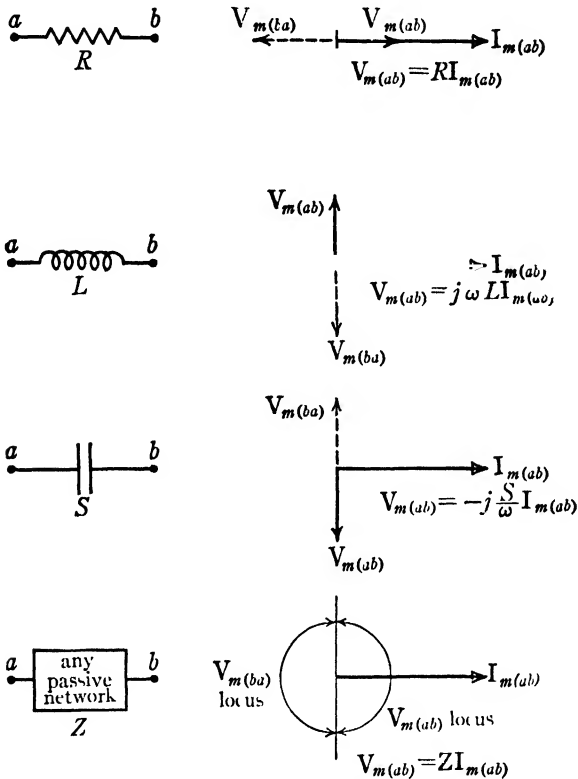 a b V_m(ba) V_m(ab) I_m(ab)
R V_m(ab) = RI_m(ab)
V_m(ab)
a b I_m(ab)
L V_m(ab) = jωLI_m(ab)
V_m(ba)
V_m(ba)
a b I_m(ab)
S V_m(ab) = -j S/ω I_m(ab)
V_m(ab)
a any passive network b
Z
V_m(ba) locus
I_m(ab)
V_m(ab) locus
V_m(ab) = ZI_m(ab)